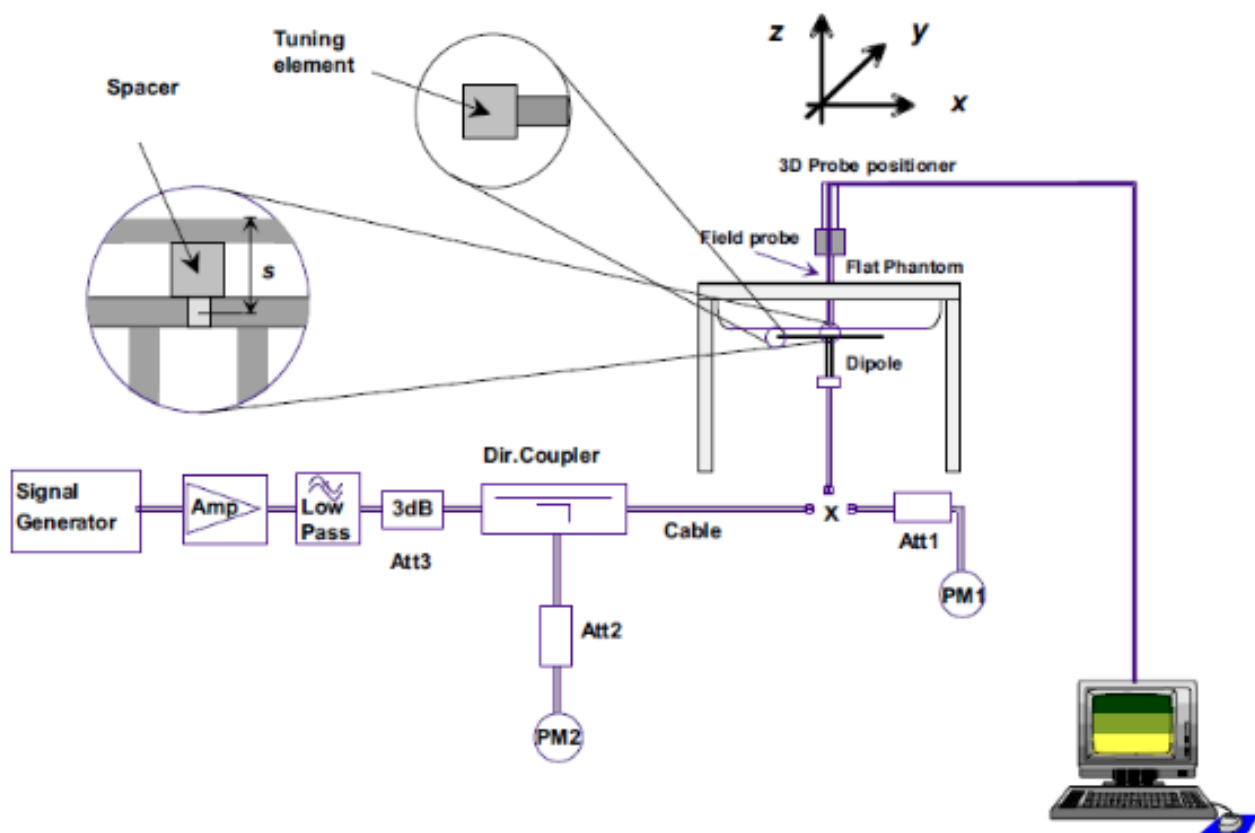 Tuning
element
Spacer
z
y
x
3D Probe positioner
Field probe
Flat Phantom
s
Dipole
Dir.Coupler
Signal
Generator
Amp
Low
Pass
3dB
Att3
Cable
X
Att1
PM1
Att2
PM2